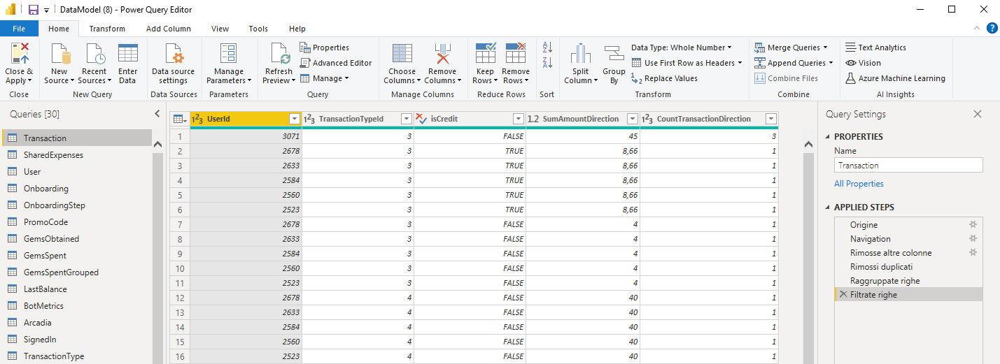 DataModel (8) - Power Query Editor
File Home Transform Add Column View Tools Help
Close & Apply
New Source
Recent Sources
Enter Data
Data source settings
Manage Parameters
Refresh Preview
Properties
Advanced Editor
Manage
Choose Columns
Remove Columns
Keep Rows
Remove Rows
Split Column
Group By
Data Type: Whole Number
Use First Row as Headers
Replace Values
Merge Queries
Append Queries
Combine Files
Text Analytics
Vision
Azure Machine Learning
Close New Query Data Sources Parameters Query Manage Columns Reduce Rows Sort Transform Combine AI Insights
Queries [30]
Transaction
SharedExpenses
User
Onboarding
OnboardingStep
PromoCode
GemsObtained
GemsSpent
GemsSpentGrouped
LastBalance
BotMetrics
Arcadia
SignedIn
TransactionType
UserId TransactionTypeId isCredit 1.2 SumAmountDirection CountTransactionDirection
1 3071 3 FALSE 45 3
2 2678 3 TRUE 8,66 1
3 2633 3 TRUE 8,66 1
4 2584 3 TRUE 8,66 1
5 2560 3 TRUE 8,66 1
6 2523 3 TRUE 8,66 1
7 2678 3 FALSE 4 1
8 2633 3 FALSE 4 1
9 2584 3 FALSE 4 1
10 2560 3 FALSE 4 1
11 2523 3 FALSE 4 1
12 2678 4 FALSE 40 1
13 2633 4 FALSE 40 1
14 2584 4 FALSE 40 1
15 2560 4 FALSE 40 1
16 2523 4 FALSE 40 1
Query Settings
PROPERTIES
Name
Transaction
All Properties
APPLIED STEPS
Origine
Navigation
Rimosse altre colonne
Rimossi duplicati
Raggruppate righe
Filtrate righe